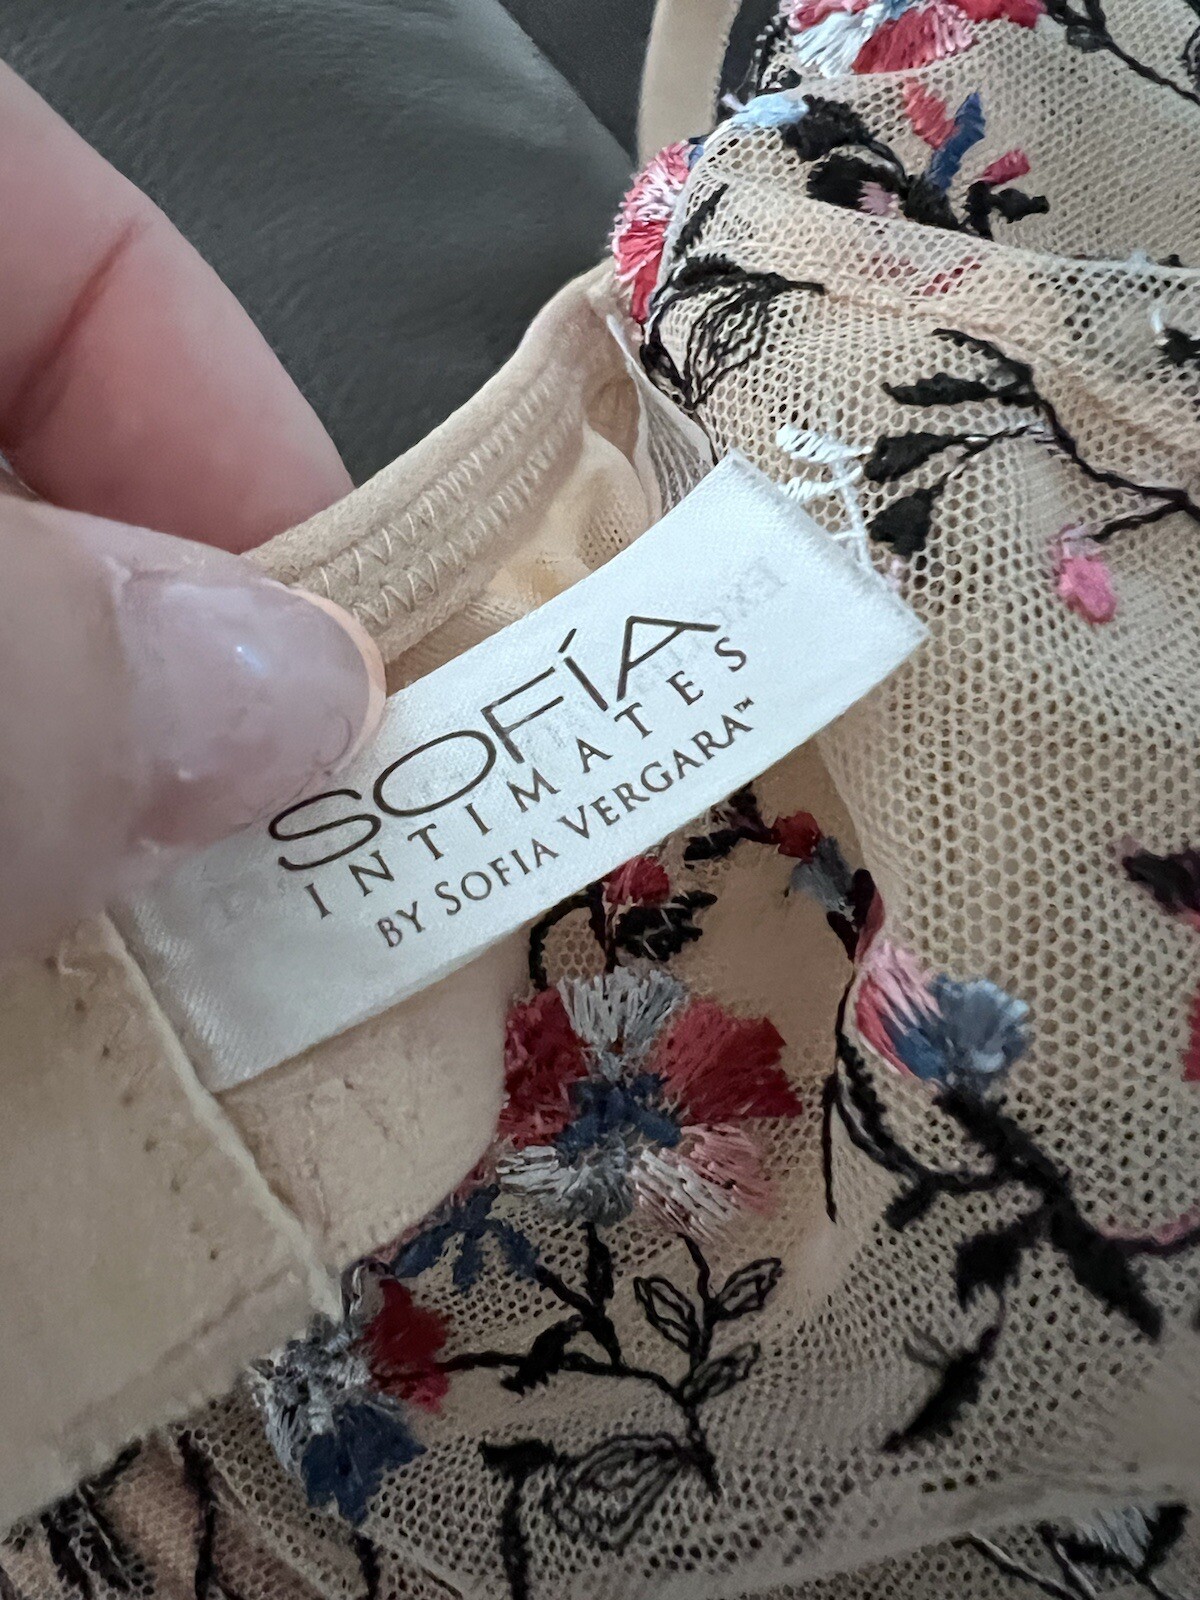 SOFÍA
INTIMATES
BY SOFIA VERGARA™